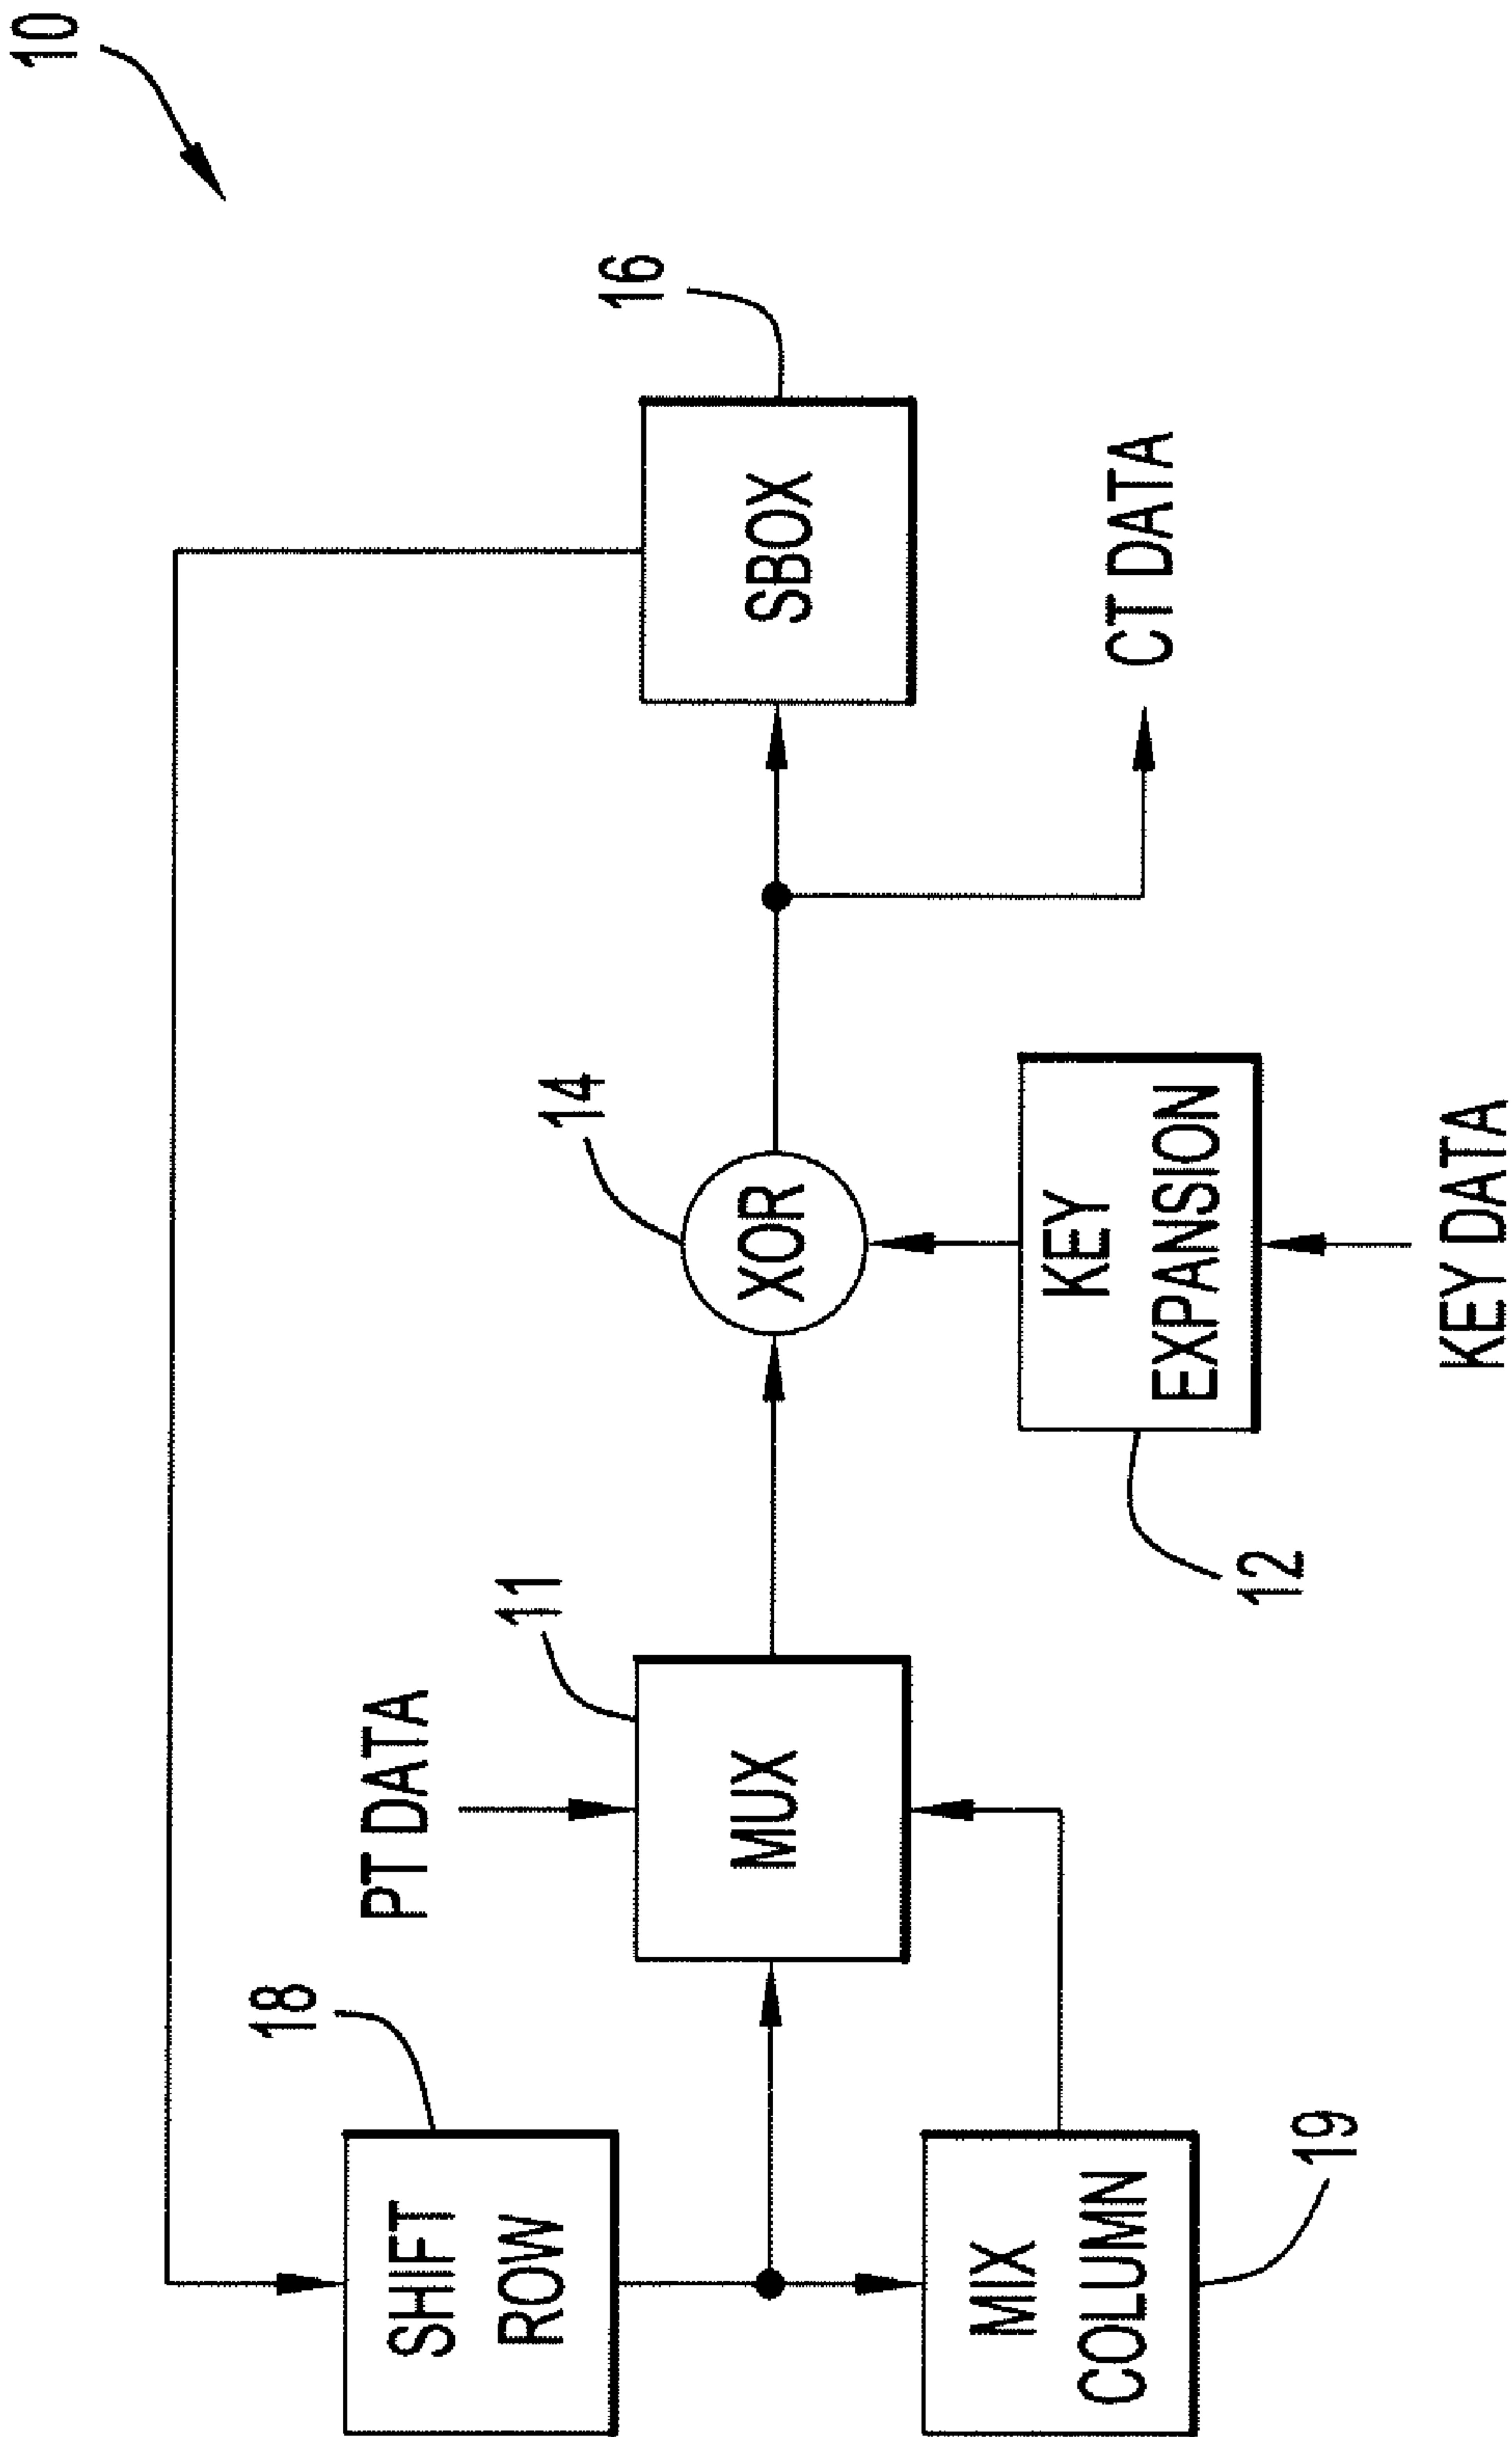 10
18
PT DATA
SHIFT
ROW
11
14
16
MUX
XOR
SBOX
MIX
COLUMN
KEY
EXPANSION
CT DATA
12
19
KEY DATA